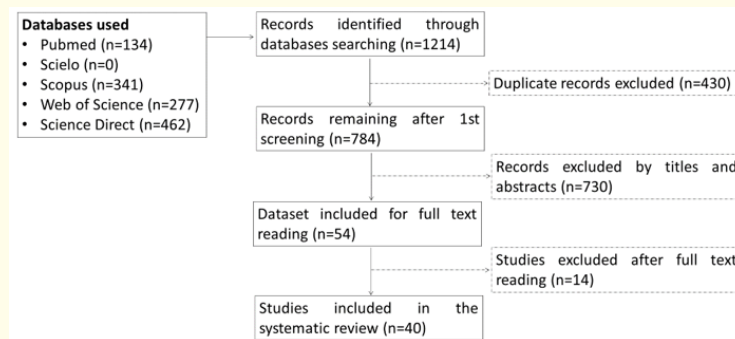 Databases used
• Pubmed (n=134)
• Scielo (n=0)
• Scopus (n=341)
• Web of Science (n=277)
• Science Direct (n=462)
Records identified through
databases searching (n=1214)
Duplicate records excluded (n=430)
Records remaining after 1st
screening (n=784)
Records excluded by titles and
abstracts (n=730)
Dataset included for full text
reading (n=54)
Studies excluded after full text
reading (n=14)
Studies included in the
systematic review (n=40)